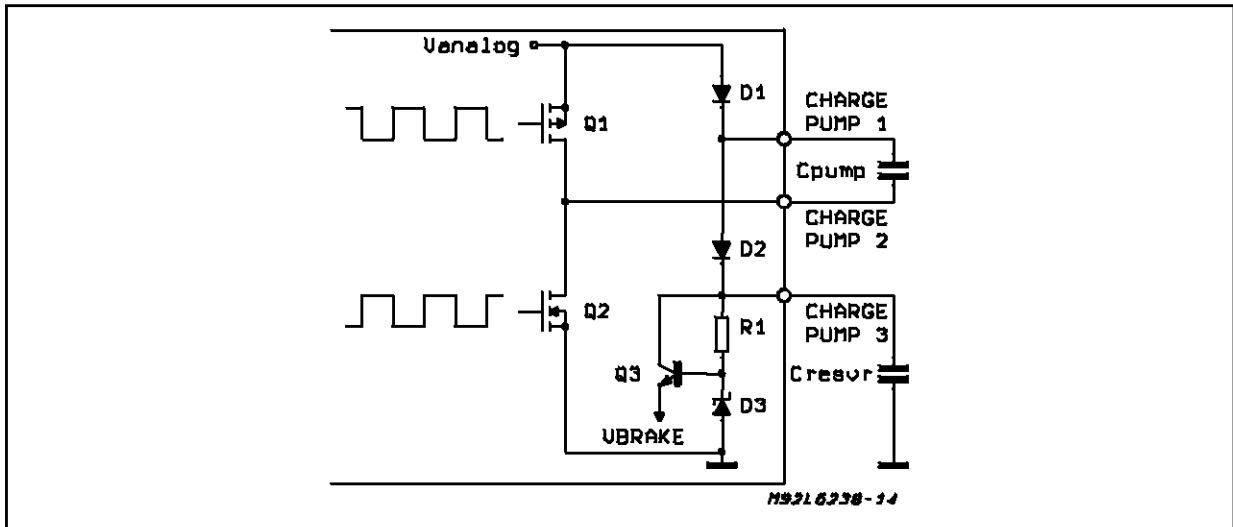 Vanalog
D1
CHARGE
PUMP 1
Q1
Cpump
CHARGE
PUMP 2
D2
Q2
R1
CHARGE
PUMP 3
Q3
Cresvr
D3
VBRAKE
M92L6238-14